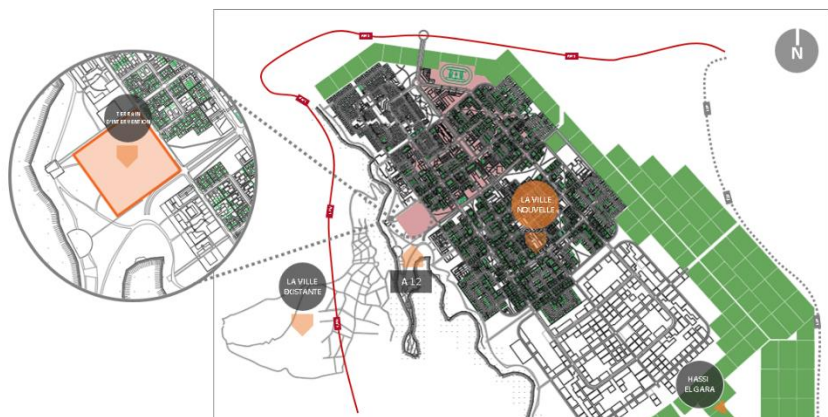 N
TERRAIN
D'INTERVENTION
LA VILLE
NOUVELLE
LA VILLE
EXISTANTE
A 12
HASSI
EL GARA